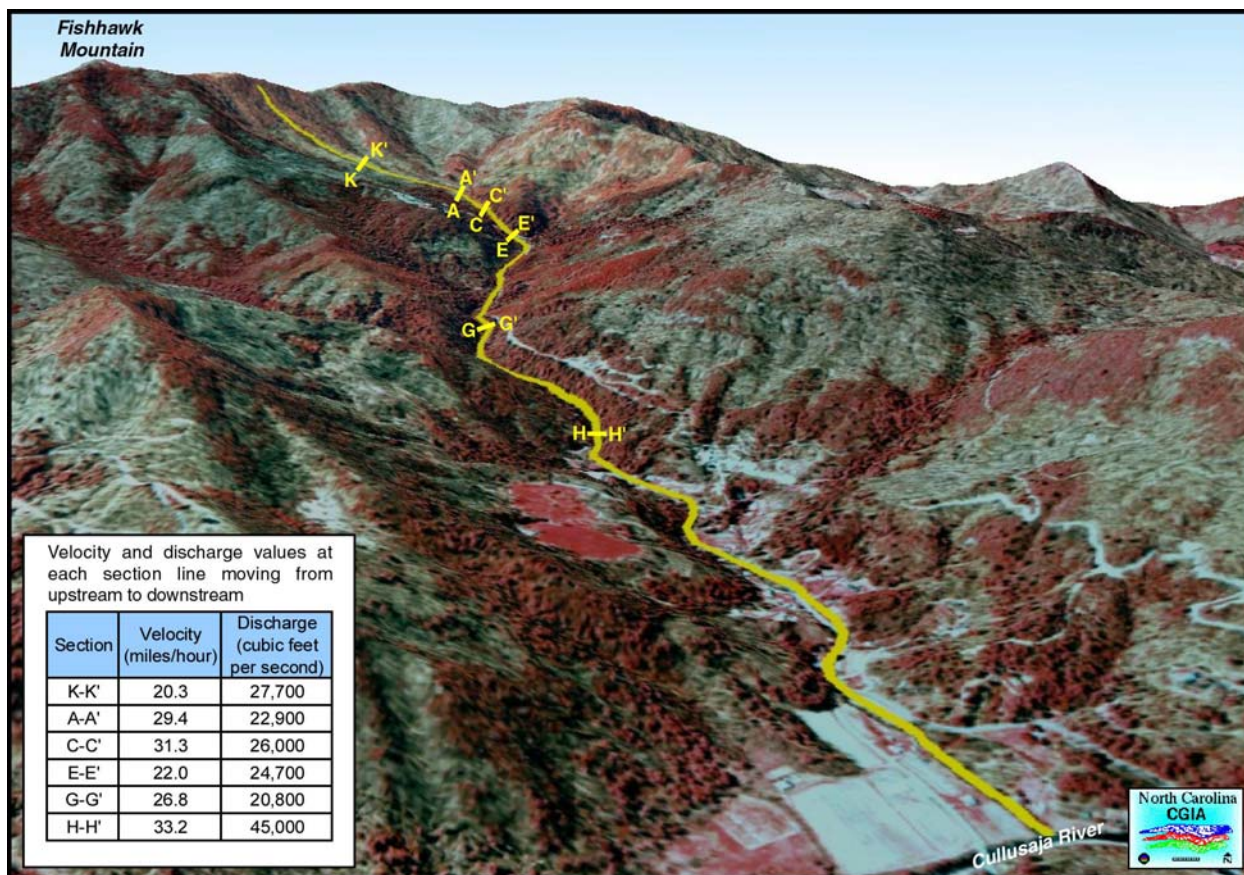 Fishhawk
Mountain
K'
K
A'
A
C'
C
E'
E
G G'
H H'
Velocity and discharge values at
each section line moving from
upstream to downstream
Section Velocity (miles/hour) Discharge (cubic feet per second)
K-K' 20.3 27,700
A-A' 29.4 22,900
C-C' 31.3 26,000
E-E' 22.0 24,700
G-G' 26.8 20,800
H-H' 33.2 45,000
Cullusaja River
North Carolina
CGIA